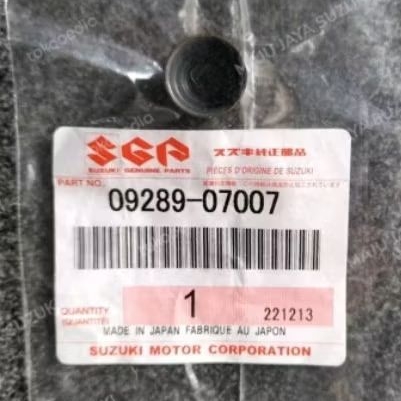 SGP
SUZUKI GENUINE PARTS
スズキ純正部品
PIECES D'ORIGINE DE SUZUKI
PART NO.
09289-07007
QUANTITY
(QUANTITE)
1
221213
MADE IN JAPAN FABRIQUE AU JAPON
SUZUKI MOTOR CORPORATION